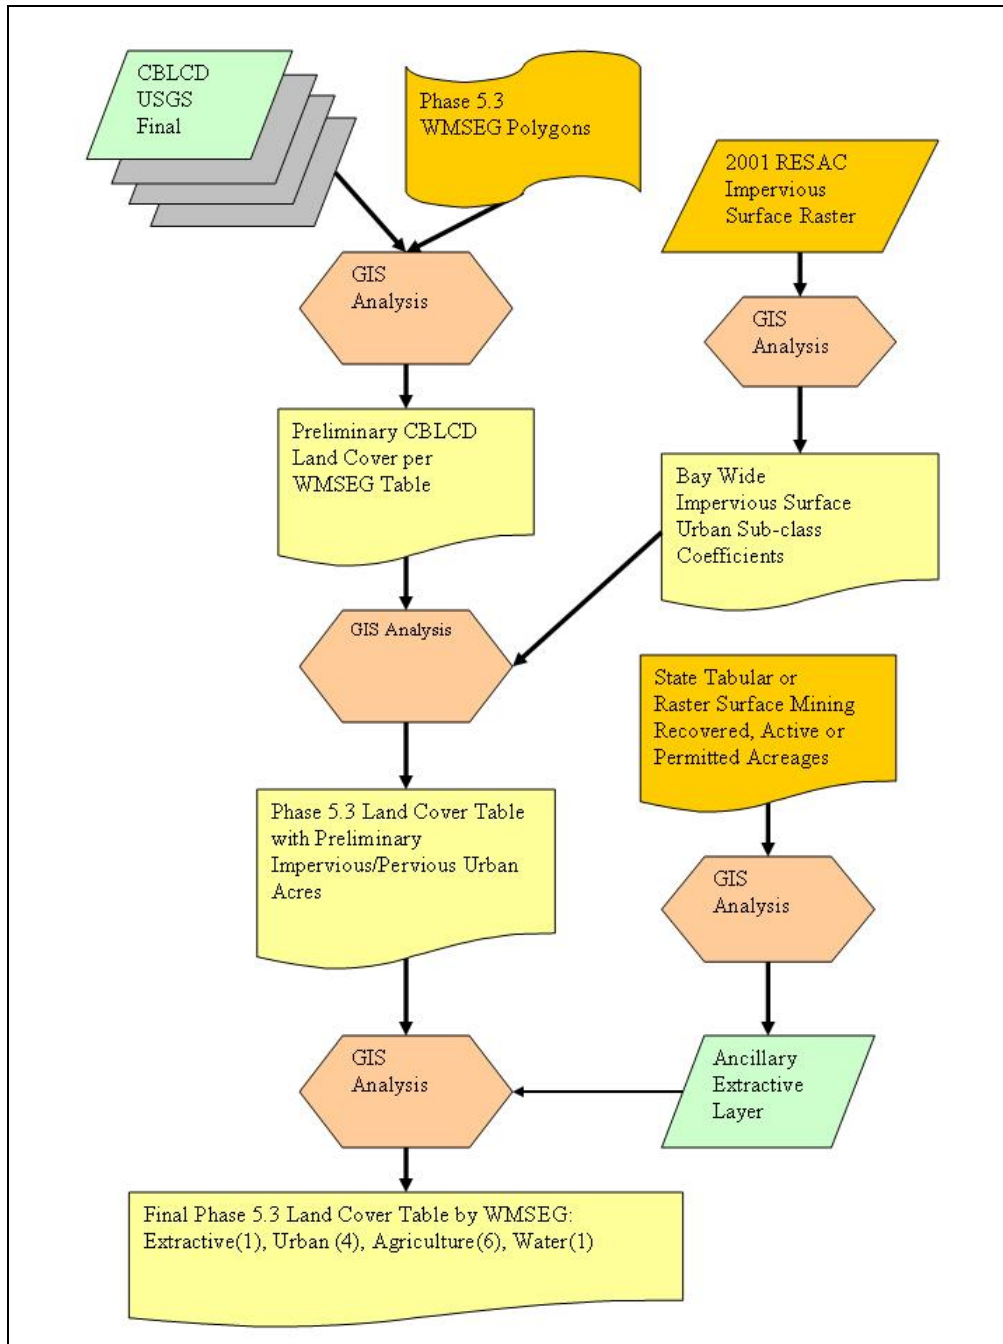 CBLCD
USGS
Final
Phase 5.3
WMSEG Polygons
2001 RESAC
Impervious
Surface Raster
GIS
Analysis
GIS
Analysis
Preliminary CBLCD
Land Cover per
WMSEG Table
Bay Wide
Impervious Surface
Urban Sub-class
Coefficients
GIS Analysis
State Tabular or
Raster Surface Mining
Recovered, Active or
Permitted Acreages
Phase 5.3 Land Cover Table
with Preliminary
Impervious/Pervious Urban
Acres
GIS
Analysis
GIS
Analysis
Ancillary
Extractive
Layer
Final Phase 5.3 Land Cover Table by WMSEG:
Extractive(1), Urban (4), Agriculture(6), Water(1)